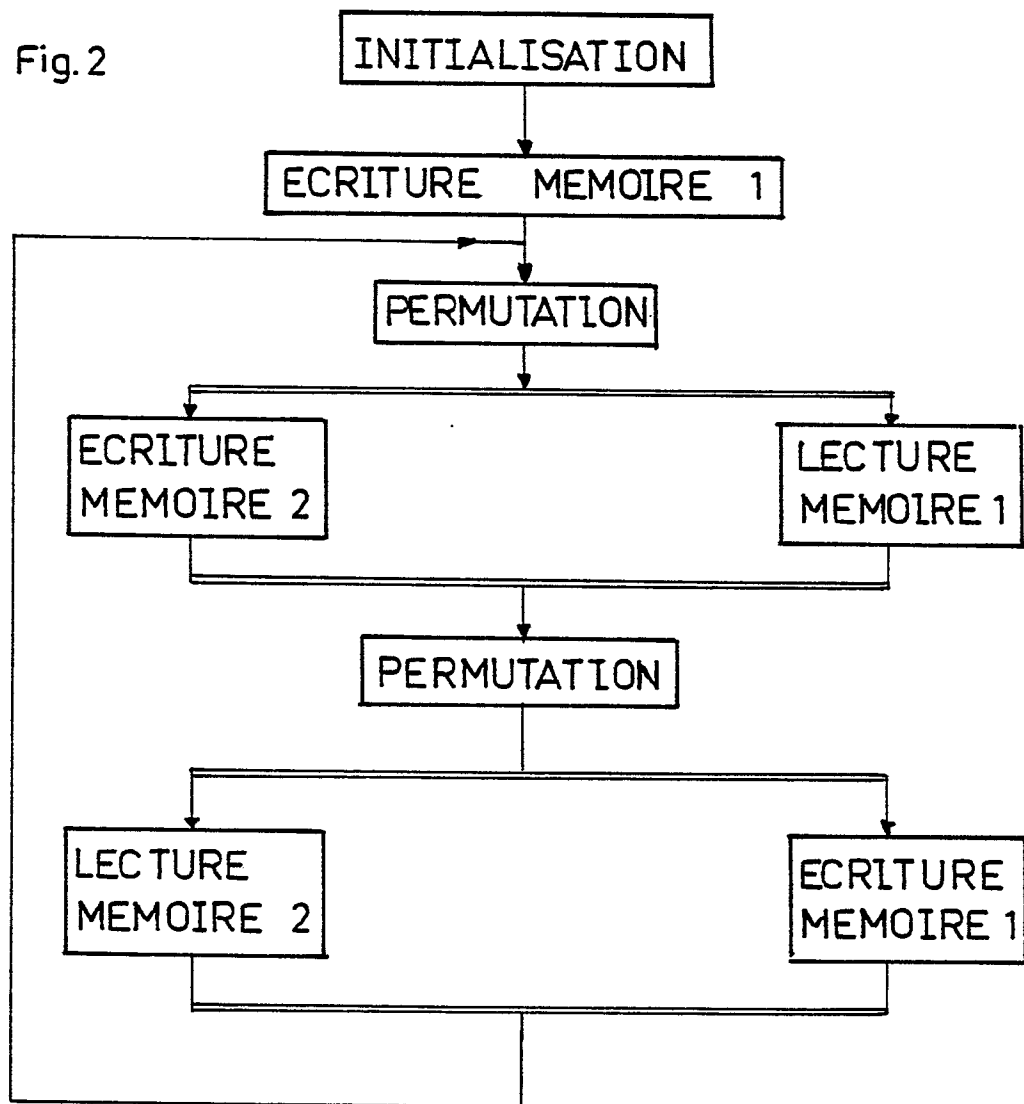 Fig. 2
INITIALISATION
ECRITURE MEMOIRE 1
PERMUTATION
ECRITURE
MEMOIRE 2
LECTURE
MEMOIRE 1
PERMUTATION
LECTURE
MEMOIRE 2
ECRITURE
MEMOIRE 1